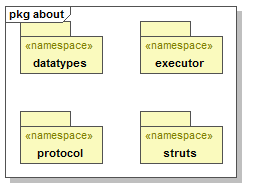 pkg about
«namespace»
datatypes
«namespace»
executor
«namespace»
protocol
«namespace»
struts